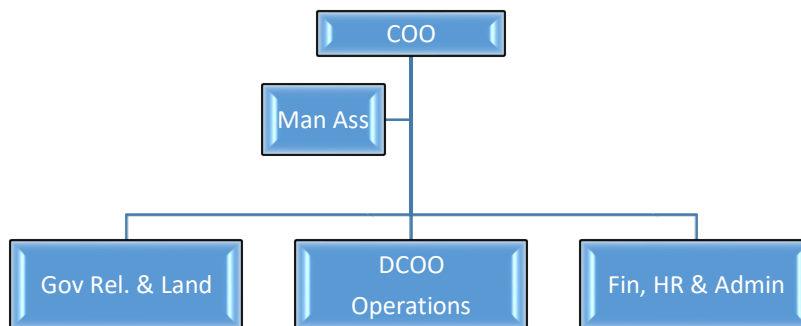 COO
Man Ass
Gov Rel. & Land
DCOO
Operations
Fin, HR & Admin